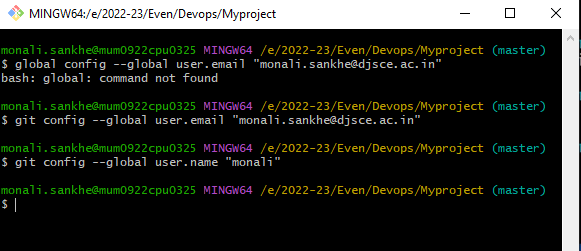 MINGW64:/e/2022-23/Even/Devops/Myproject
monali.sankhe@mum0922cpu0325 MINGW64 /e/2022-23/Even/Devops/Myproject (master)
$ global config --global user.email "monali.sankhe@djsce.ac.in"
bash: global: command not found
monali.sankhe@mum0922cpu0325 MINGW64 /e/2022-23/Even/Devops/Myproject (master)
$ git config --global user.email "monali.sankhe@djsce.ac.in"
monali.sankhe@mum0922cpu0325 MINGW64 /e/2022-23/Even/Devops/Myproject (master)
$ git config --global user.name "monali"
monali.sankhe@mum0922cpu0325 MINGW64 /e/2022-23/Even/Devops/Myproject (master)
$